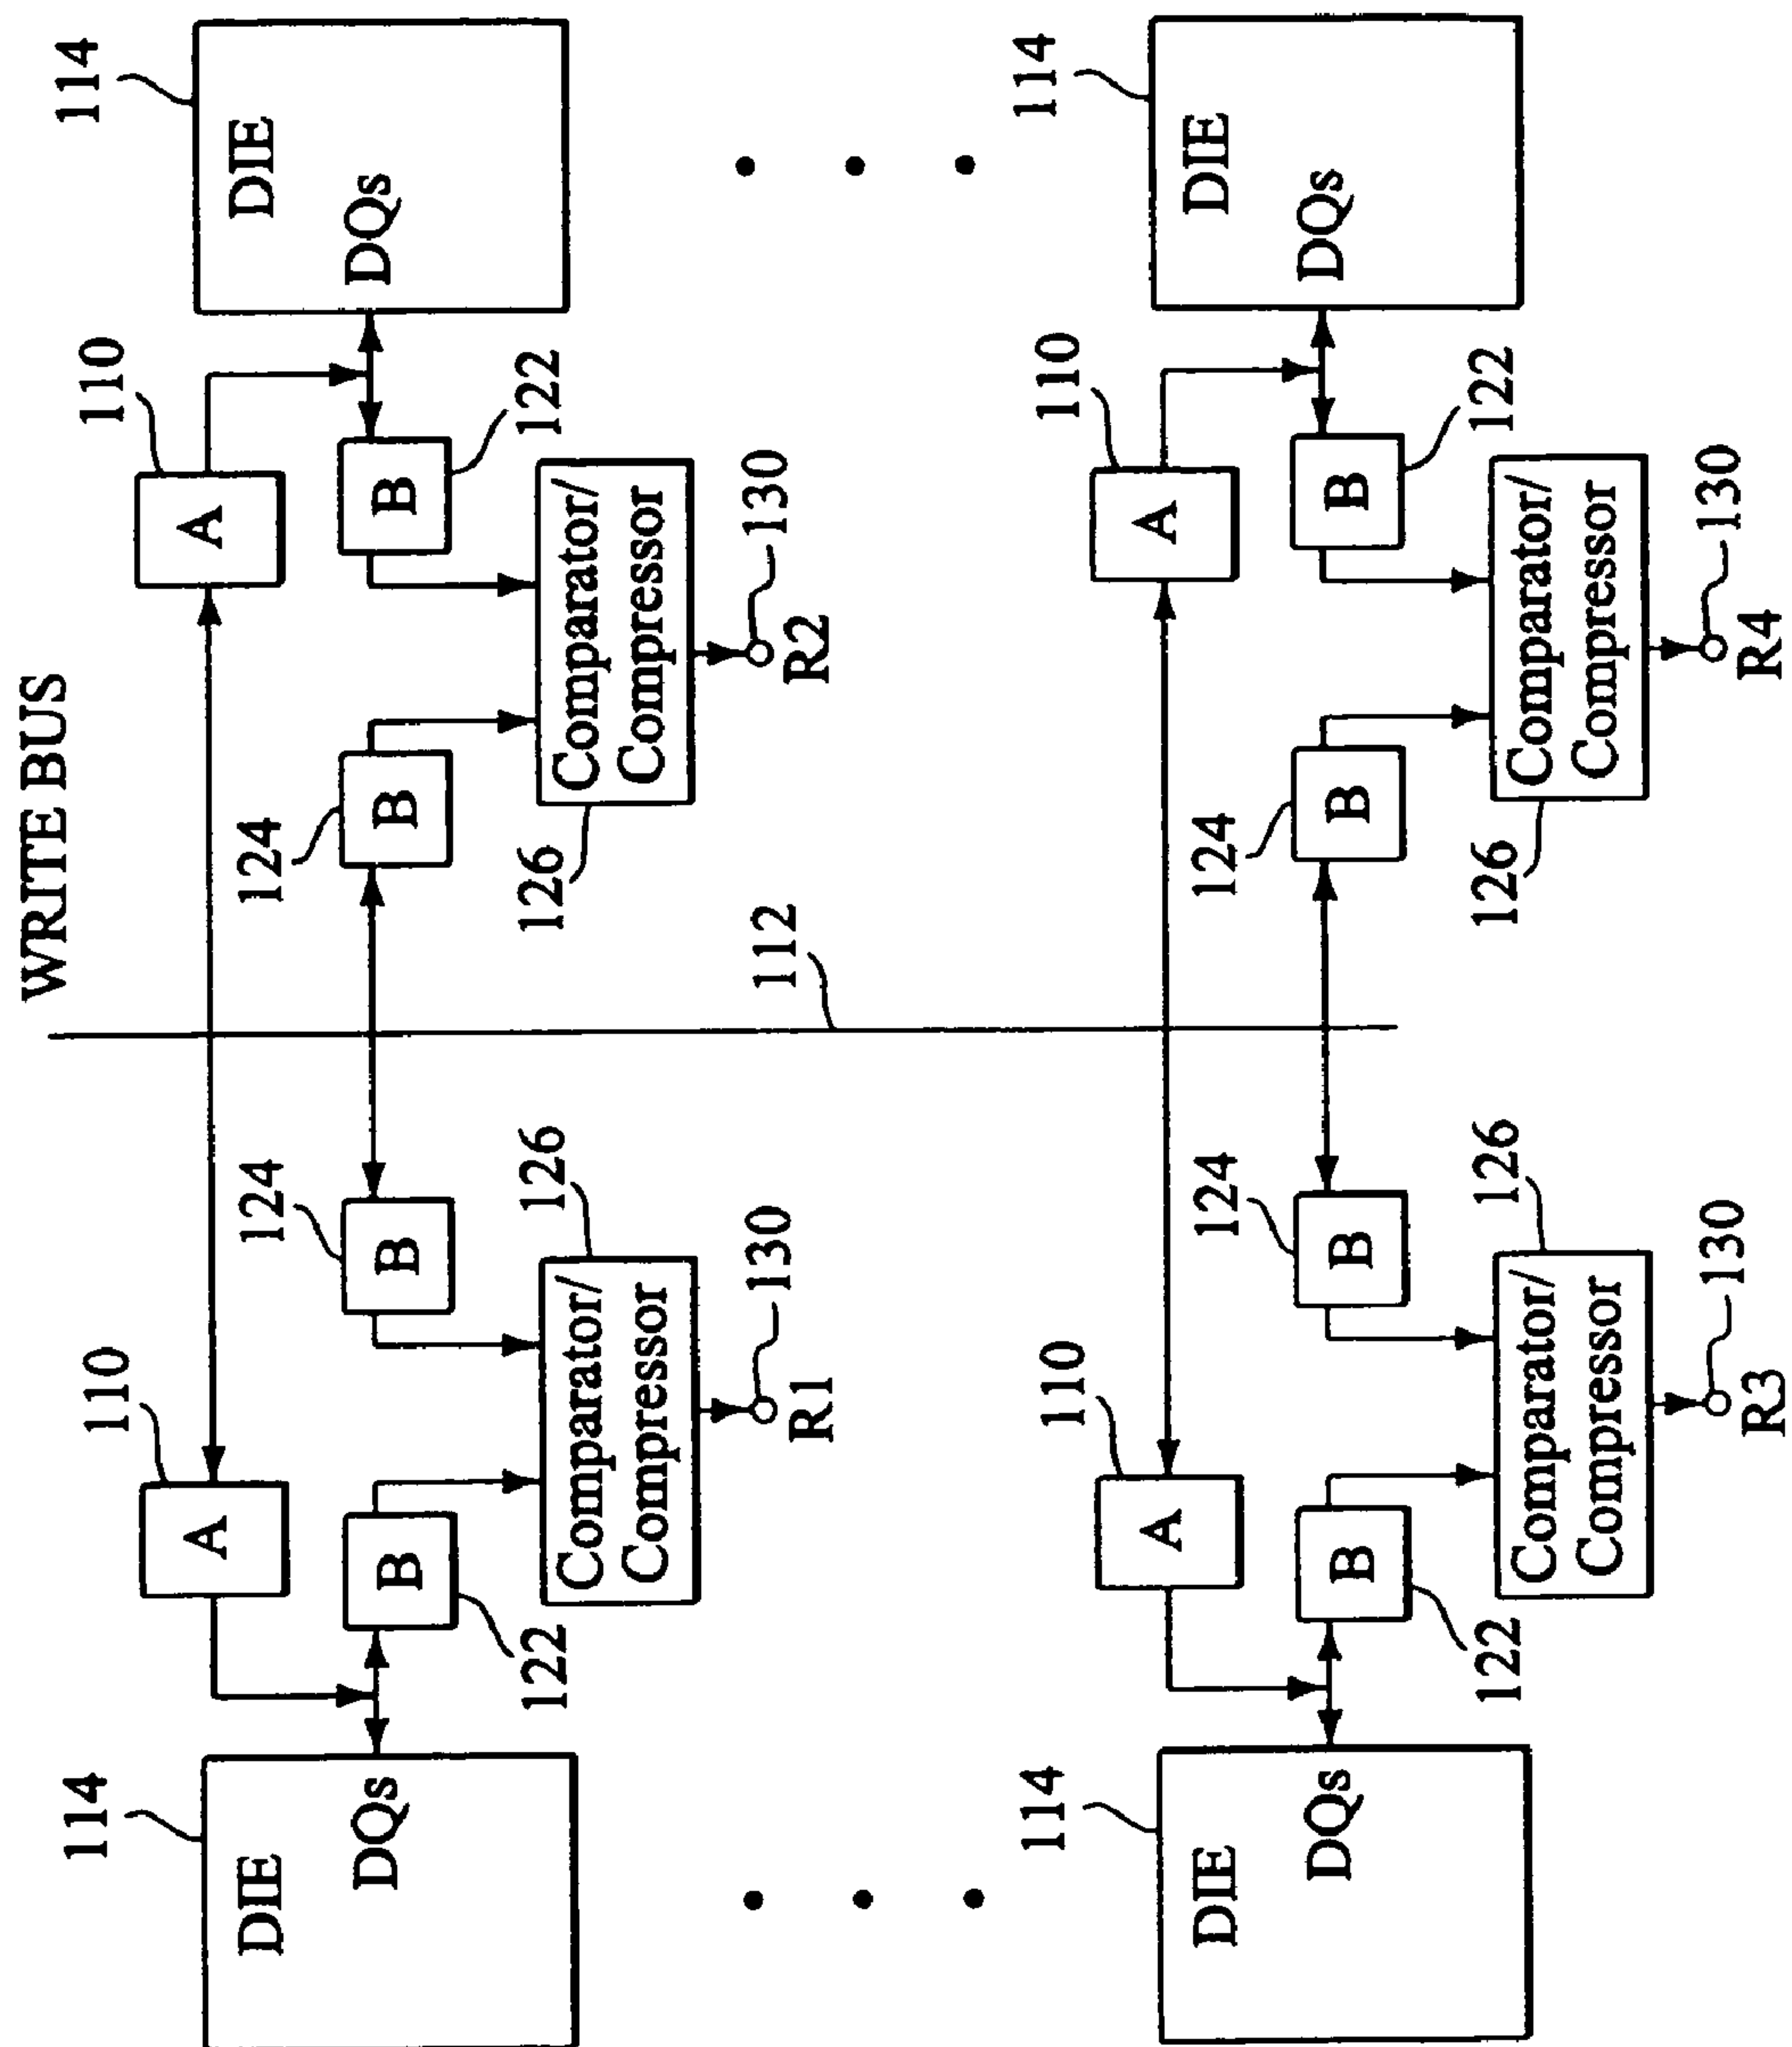 WRITE BUS
114 110 110 114
A A
DIE 124 124 DIE
DQs B B B B DQs
122 126 126 122
Comparator/ Comparator/
Compressor Compressor
130 112 130
R1 R2
114 110 110 114
A A
DIE 124 124 DIE
DQs B B B B DQs
122 126 126 122
Comparator/ Comparator/
Compressor Compressor
130 130
R3 R4